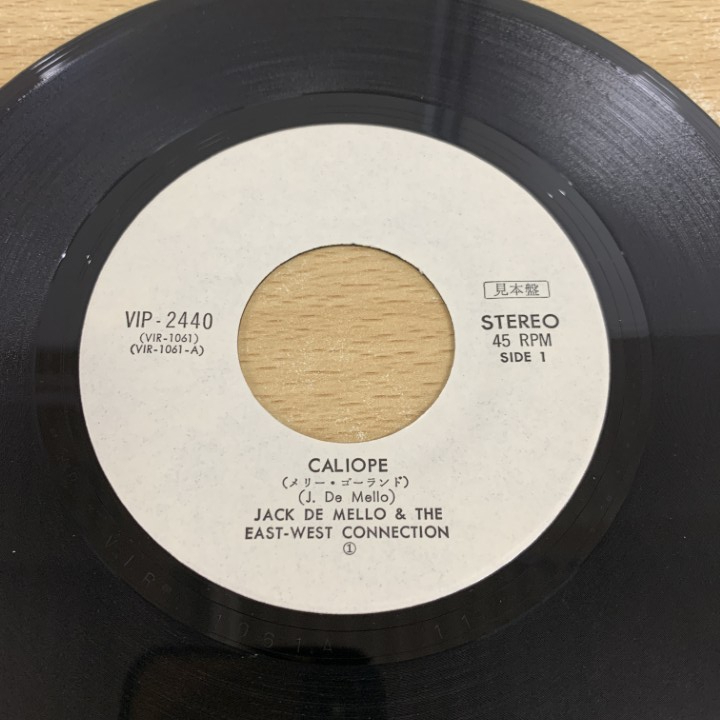 見本盤
VIP-2440
(VIR-1061)
(VIR-1061-A)
STEREO
45 RPM
SIDE 1
CALIOPE
(メリー・ゴーランド)
(J. De Mello)
JACK DE MELLO & THE
EAST-WEST CONNECTION
①